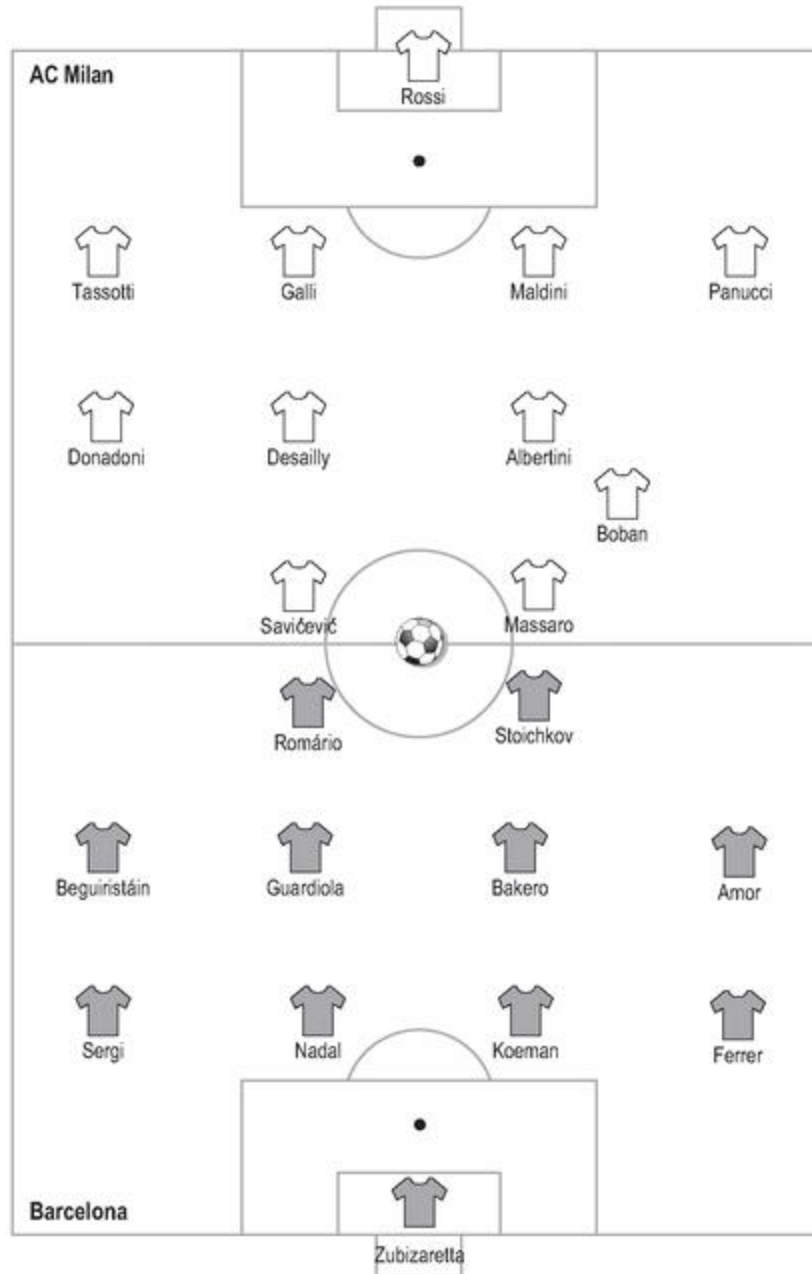 AC Milan
Rossi
Tassotti
Galli
Maldini
Panucci
Donadoni
Desailly
Albertini
Boban
Savičevič
Massaro
Romário
Stoichkov
Beguiristáin
Guardiola
Bakero
Amor
Sergi
Nadal
Koeman
Ferrer
Barcelona
Zubizaretta